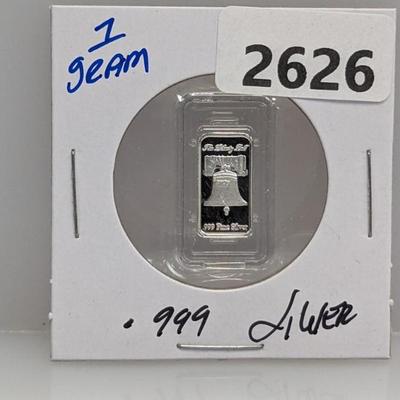 1
gram
2626
The Liberty Bell
999 Fine Silver
.999 Silver